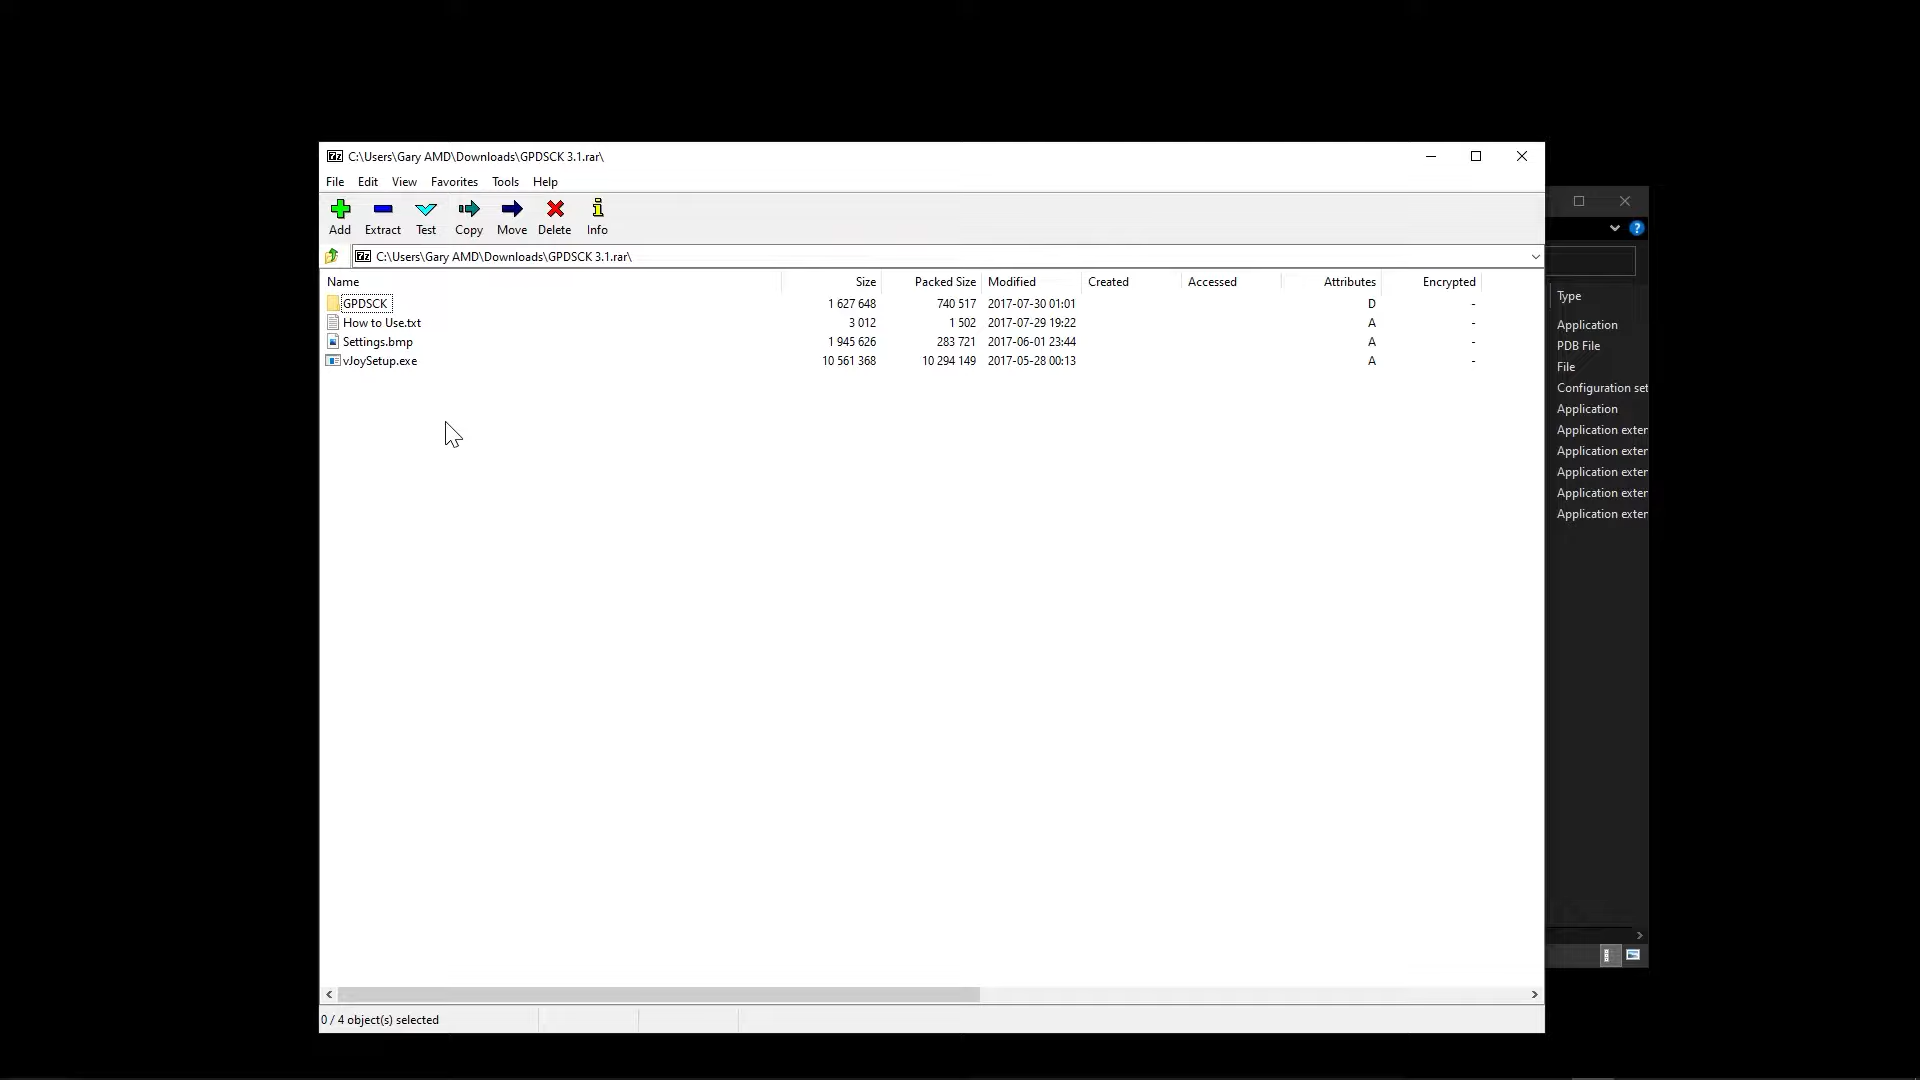 C:\Users\Gary AMD\Downloads\GPDSCK 3.1.rar\
File Edit View Favorites Tools Help
Add Extract Test Copy Move Delete Info
C:\Users\Gary AMD\Downloads\GPDSCK 3.1.rar\
Name Size Packed Size Modified Created Accessed Attributes Encrypted
GPDSCK 1 627 648 740 517 2017-07-30 01:01 D -
How to Use.txt 3 012 1 502 2017-07-29 19:22 A -
Settings.bmp 1 945 626 283 721 2017-06-01 23:44 A -
vJoySetup.exe 10 561 368 10 294 149 2017-05-28 00:13 A -
0 / 4 object(s) selected
Type
Application
PDB File
File
Configuration set
Application
Application exter
Application exter
Application exter
Application exter
Application exter